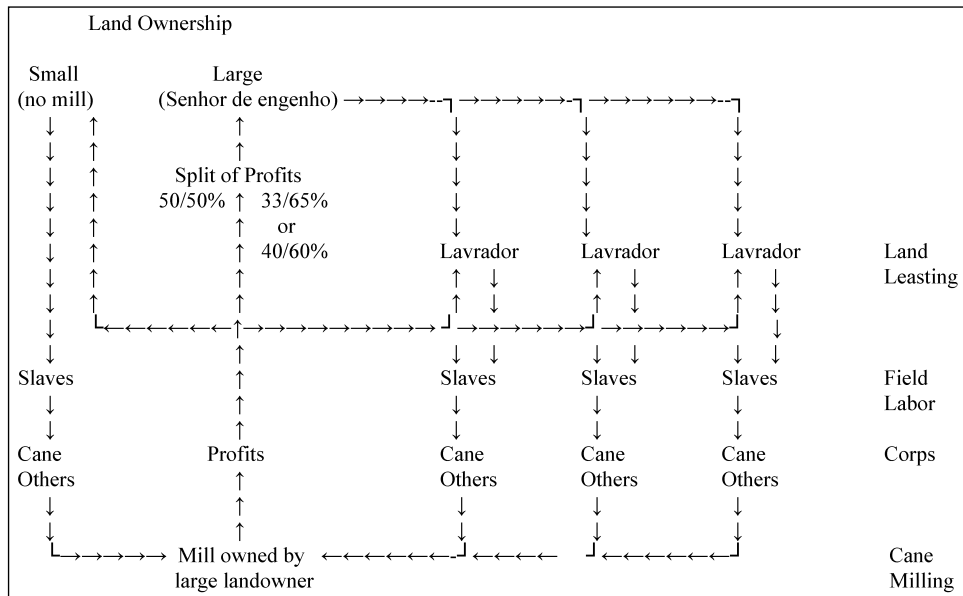 Land Ownership
Small Large
(no mill) (Senhor de engenho)
Split of Profits
50/50% 33/65%
or
40/60%
Lavrador Lavrador Lavrador Land
Leasting
Slaves Slaves Slaves Slaves Field
Labor
Cane Profits Cane Cane Cane Corps
Others Others Others Others
Mill owned by Cane
large landowner Milling